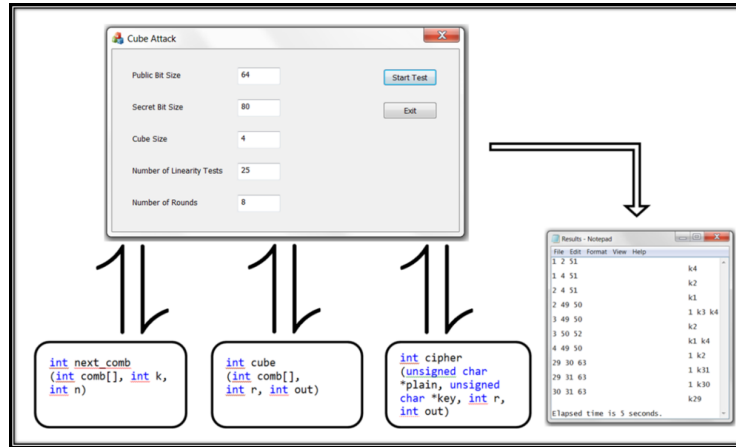 Cube Attack
X
Public Bit Size 64
Start Test
Secret Bit Size 80
Exit
Cube Size 4
Number of Linearity Tests 25
Number of Rounds 8
int next_comb
(int comb[], int k,
int n)
int cube
(int comb[],
int r, int out)
int cipher
(unsigned char
*plain, unsigned
char *key, int r,
int out)
Results - Notepad
X
File Edit Format View Help
1 2 51
k4
1 4 51
k2
2 4 51
k1
2 49 50
1 k3 k4
3 49 50
k2
3 50 52
k1 k4
4 49 50
1 k2
29 30 63
1 k31
29 31 63
1 k30
30 31 63
k29
Elapsed time is 5 seconds.